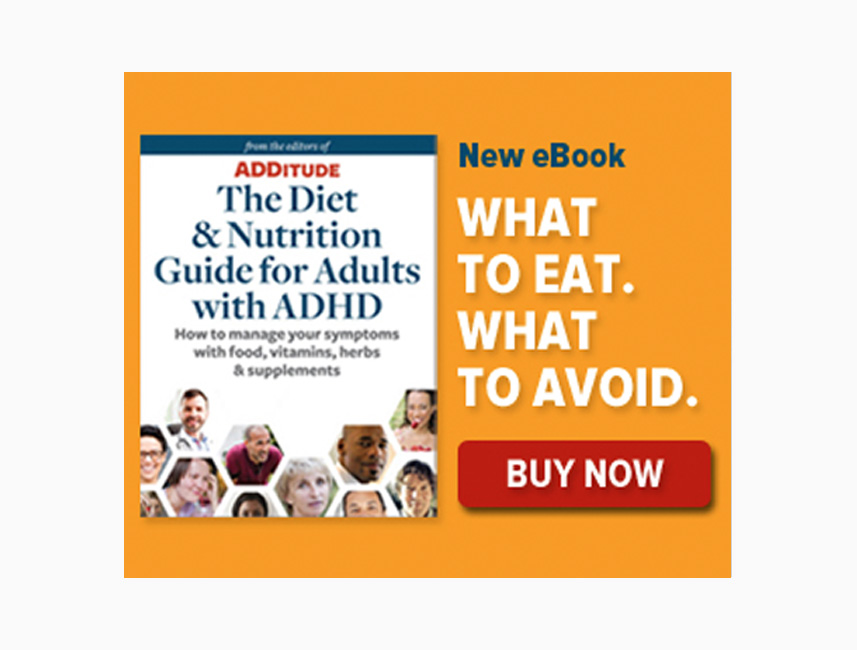 from the editors of
ADDITUDE
The Diet
& Nutrition
Guide for Adults
with ADHD
How to manage your symptoms
with food, vitamins, herbs
& supplements
New eBook
WHAT
TO EAT.
WHAT
TO AVOID.
BUY NOW